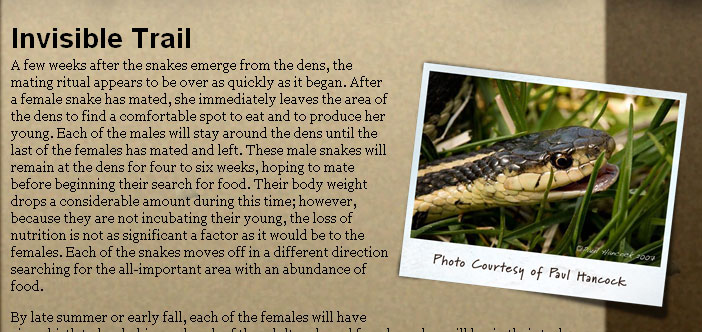 Invisible Trail
A few weeks after the snakes emerge from the dens, the
mating ritual appears to be over as quickly as it began. After
a female snake has mated, she immediately leaves the area of
the dens to find a comfortable spot to eat and to produce her
young. Each of the males will stay around the dens until the
last of the females has mated and left. These male snakes will
remain at the dens for four to six weeks, hoping to mate
before beginning their search for food. Their body weight
drops a considerable amount during this time; however,
because they are not incubating their young, the loss of
nutrition is not as significant a factor as it would be to the
females. Each of the snakes moves off in a different direction
searching for the all-important area with an abundance of
food.
By late summer or early fall, each of the females will have
©Paul Hancock 2007
Photo Courtesy of Paul Hancock